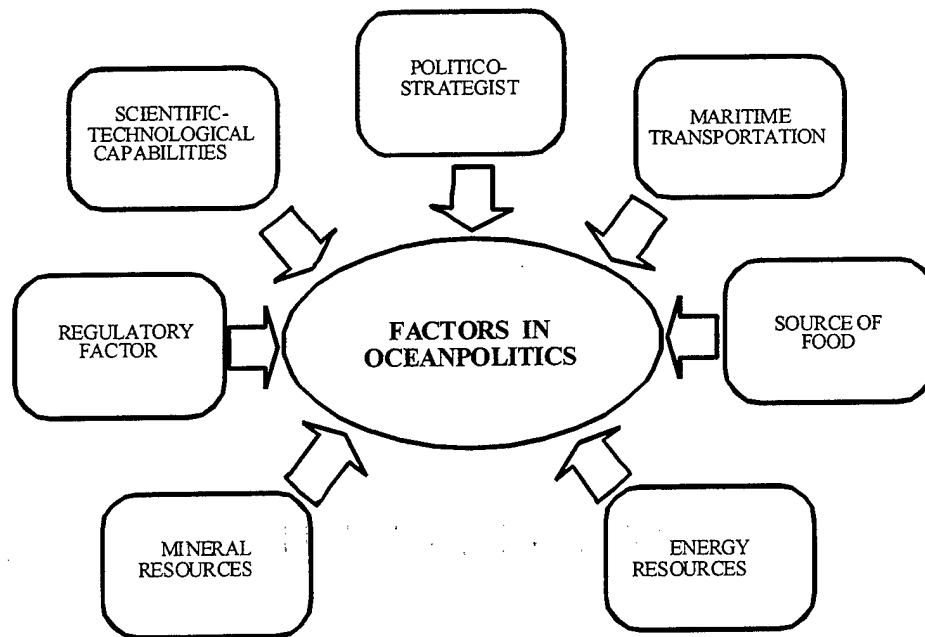 POLITICO-
STRATEGIST
SCIENTIFIC-
TECHNOLOGICAL
CAPABILITIES
MARITIME
TRANSPORTATION
REGULATORY
FACTOR
FACTORS IN
OCEANPOLITICS
SOURCE OF
FOOD
MINERAL
RESOURCES
ENERGY
RESOURCES